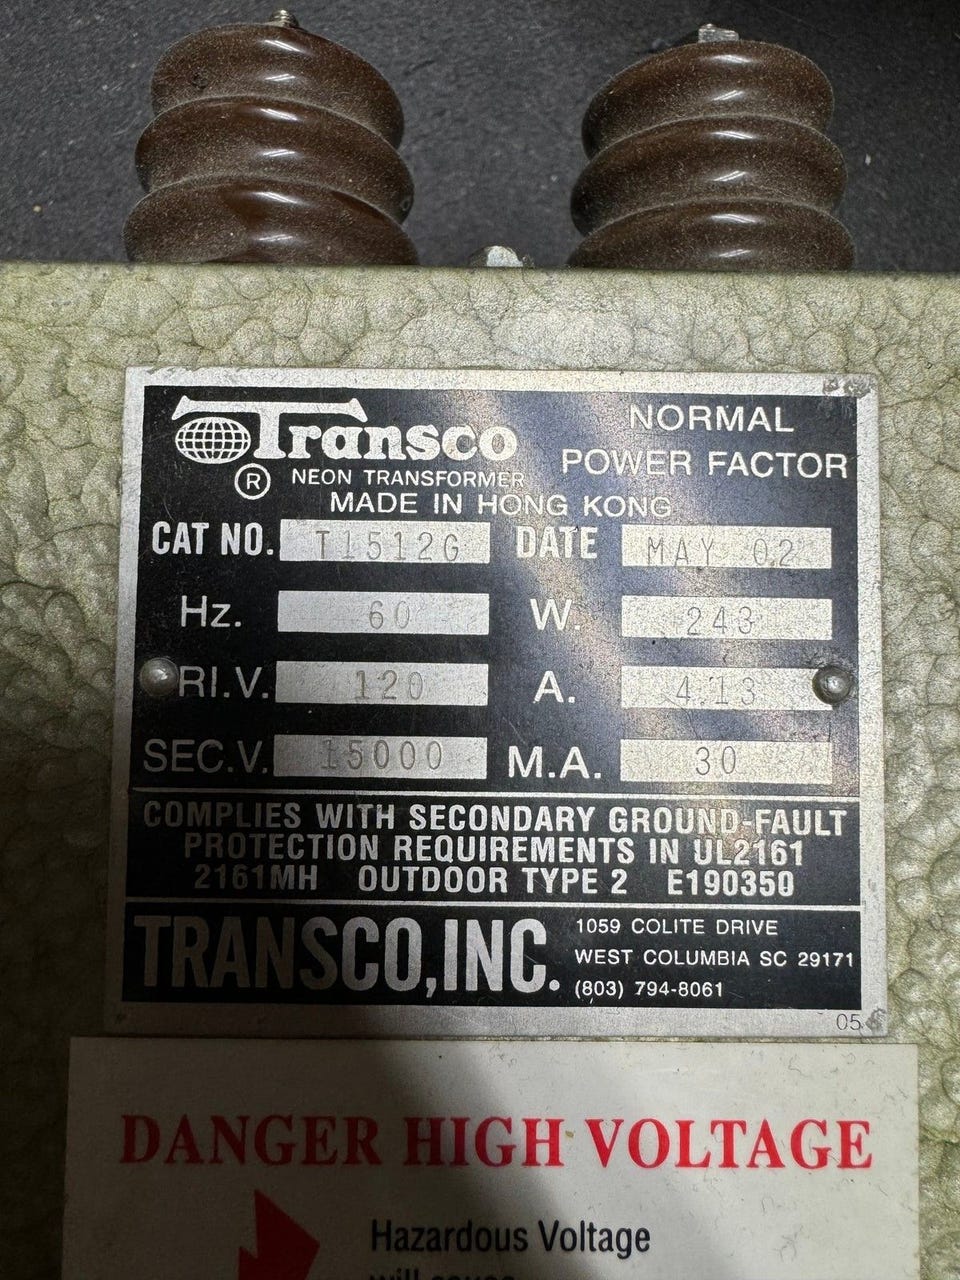 Transco
NORMAL
POWER FACTOR
® NEON TRANSFORMER
MADE IN HONG KONG
CAT NO. T1512G DATE MAY 02
Hz. 60 W. 243
RI.V. 120 A. 4.13
SEC.V. 15000 M.A. 30
COMPLIES WITH SECONDARY GROUND-FAULT
PROTECTION REQUIREMENTS IN UL2161
2161MH OUTDOOR TYPE 2 E190350
TRANSCO,INC.
1059 COLITE DRIVE
WEST COLUMBIA SC 29171
(803) 794-8061
05
DANGER HIGH VOLTAGE
Hazardous Voltage
will cause